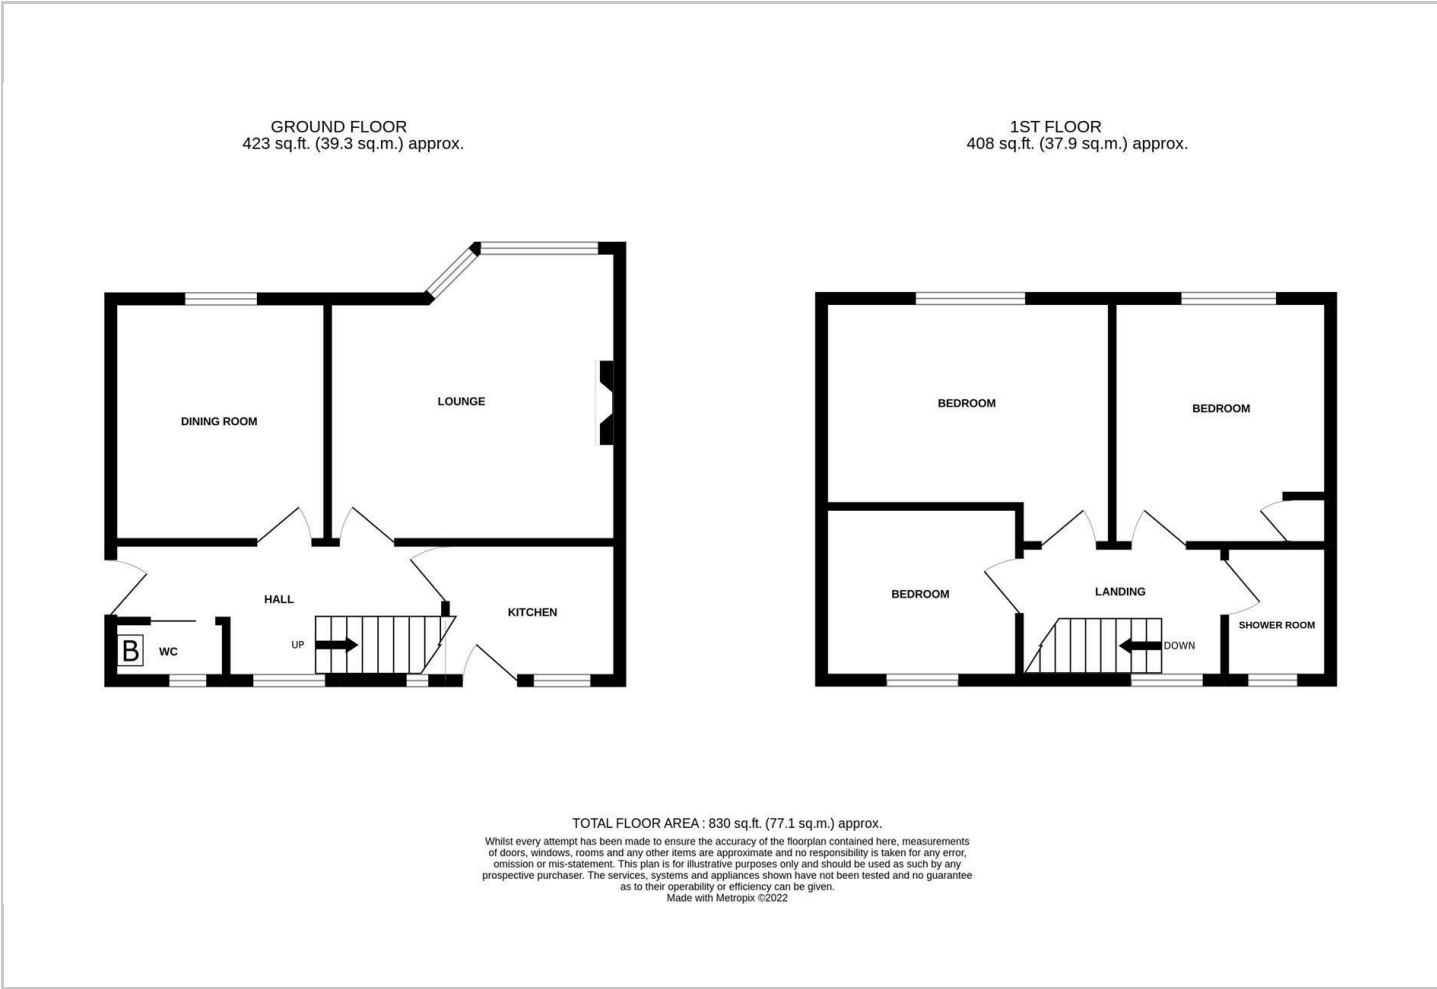 GROUND FLOOR
423 sq.ft. (39.3 sq.m.) approx.
1ST FLOOR
408 sq.ft. (37.9 sq.m.) approx.
DINING ROOM
LOUNGE
HALL
KITCHEN
UP
B
WC
BEDROOM
BEDROOM
BEDROOM
LANDING
SHOWER ROOM
DOWN
TOTAL FLOOR AREA : 830 sq.ft. (77.1 sq.m.) approx.
Whilst every attempt has been made to ensure the accuracy of the floorplan contained here, measurements
of doors, windows, rooms and any other items are approximate and no responsibility is taken for any error,
omission or mis-statement. This plan is for illustrative purposes only and should be used as such by any
prospective purchaser. The services, systems and appliances shown have not been tested and no guarantee
as to their operability or efficiency can be given.
Made with Metropix ©2022